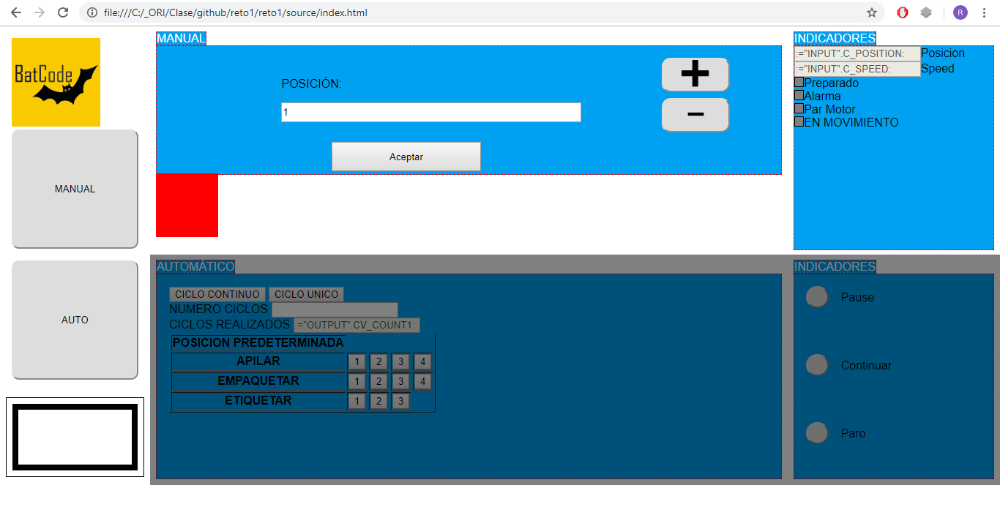 file:///C:/_ORI/Clase/github/reto1/reto1/source/index.html
R
BatCode
MANUAL
AUTO
MANUAL
POSICIÓN:
1
Aceptar
+
−
INDICADORES
:="INPUT".C_POSITION: Posicion
:="INPUT".C_SPEED: Speed
Preparado
Alarma
Par Motor
EN MOVIMIENTO
AUTOMÁTICO
CICLO CONTINUO CICLO UNICO
NUMERO CICLOS
CICLOS REALIZADOS :="OUTPUT".CV_COUNT1:
POSICION PREDETERMINADA
APILAR 1 2 3 4
EMPAQUETAR 1 2 3 4
ETIQUETAR 1 2 3
INDICADORES
Pause
Continuar
Paro